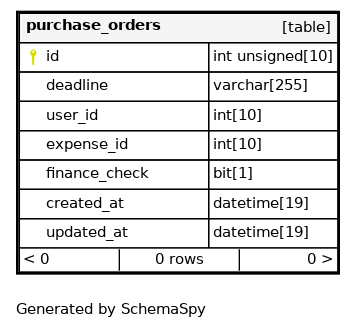 purchase_orders [table]
id int unsigned[10]
deadline varchar[255]
user_id int[10]
expense_id int[10]
finance_check bit[1]
created_at datetime[19]
updated_at datetime[19]
< 0 0 rows 0 >
Generated by SchemaSpy